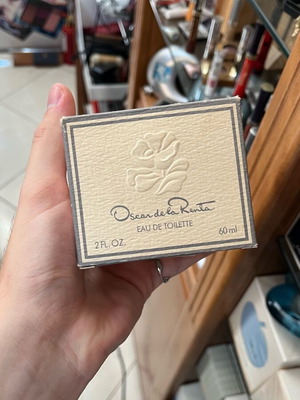 Oscar de la Renta
EAU DE TOILETTE
2 FL. OZ. 60 ml